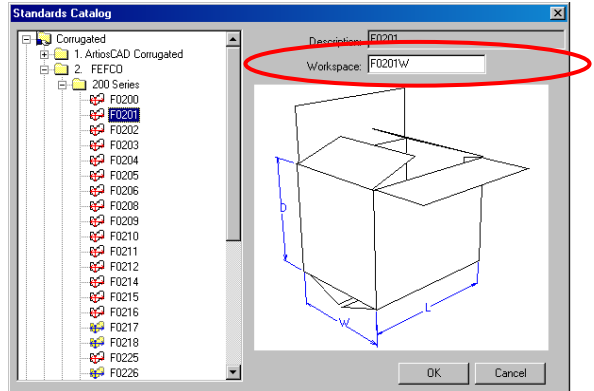 Standards Catalog
Corrugated
1. ArtiosCAD Corrugated
2. FEFCO
200 Series
F0200
F0201
F0202
F0203
F0204
F0205
F0206
F0208
F0209
F0210
F0211
F0212
F0214
F0215
F0216
F0217
F0218
F0225
F0226
Description: F0201
Workspace: F0201W
D
W
L
OK Cancel